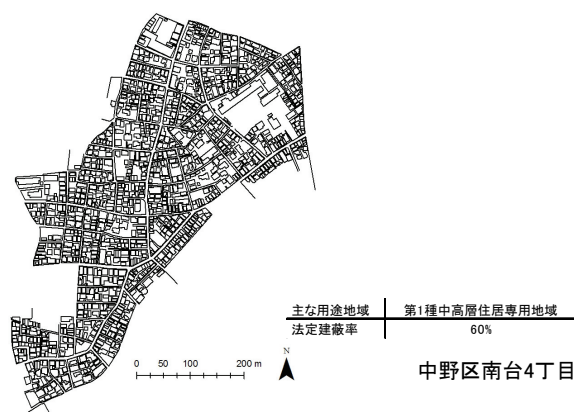 主な用途地域 第1種中高層住居専用地域
法定建蔽率 60%
N
0 50 100 200 m
中野区南台4丁目